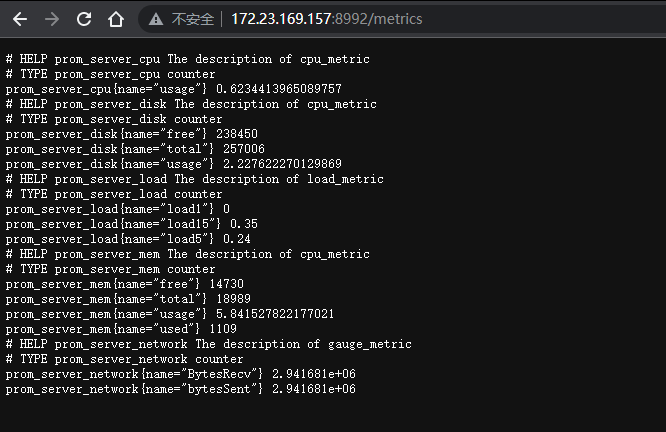 不安全 172.23.169.157:8992/metrics
# HELP prom_server_cpu The description of cpu_metric
# TYPE prom_server_cpu counter
prom_server_cpu{name="usage"} 0.6234413965089757
# HELP prom_server_disk The description of cpu_metric
# TYPE prom_server_disk counter
prom_server_disk{name="free"} 238450
prom_server_disk{name="total"} 257006
prom_server_disk{name="usage"} 2.227622270129869
# HELP prom_server_load The description of load_metric
# TYPE prom_server_load counter
prom_server_load{name="load1"} 0
prom_server_load{name="load15"} 0.35
prom_server_load{name="load5"} 0.24
# HELP prom_server_mem The description of cpu_metric
# TYPE prom_server_mem counter
prom_server_mem{name="free"} 14730
prom_server_mem{name="total"} 18989
prom_server_mem{name="usage"} 5.841527822177021
prom_server_mem{name="used"} 1109
# HELP prom_server_network The description of gauge_metric
# TYPE prom_server_network counter
prom_server_network{name="BytesRecv"} 2.941681e+06
prom_server_network{name="bytesSent"} 2.941681e+06